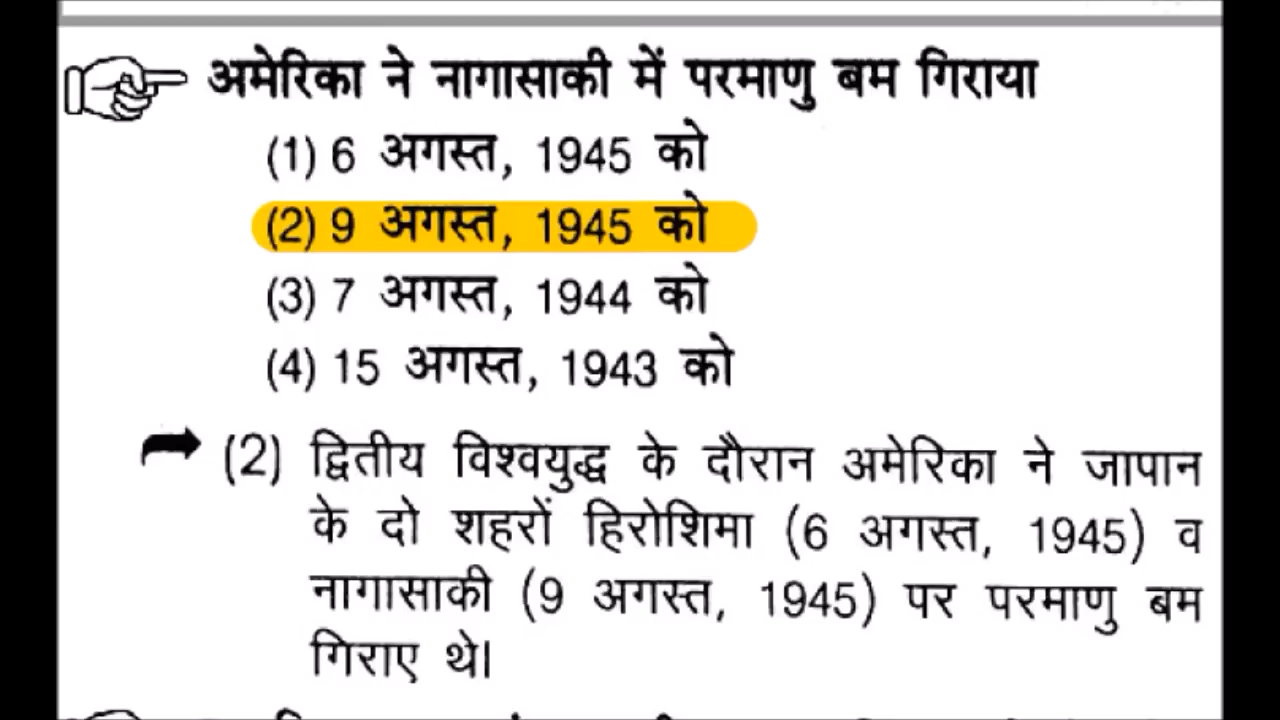 अमेरिका ने नागासाकी में परमाणु बम गिराया
(1) 6 अगस्त, 1945 को
(2) 9 अगस्त, 1945 को
(3) 7 अगस्त, 1944 को
(4) 15 अगस्त, 1943 को
(2) द्वितीय विश्वयुद्ध के दौरान अमेरिका ने जापान
के दो शहरों हिरोशिमा (6 अगस्त, 1945) व
नागासाकी (9 अगस्त, 1945) पर परमाणु बम
गिराए थे।